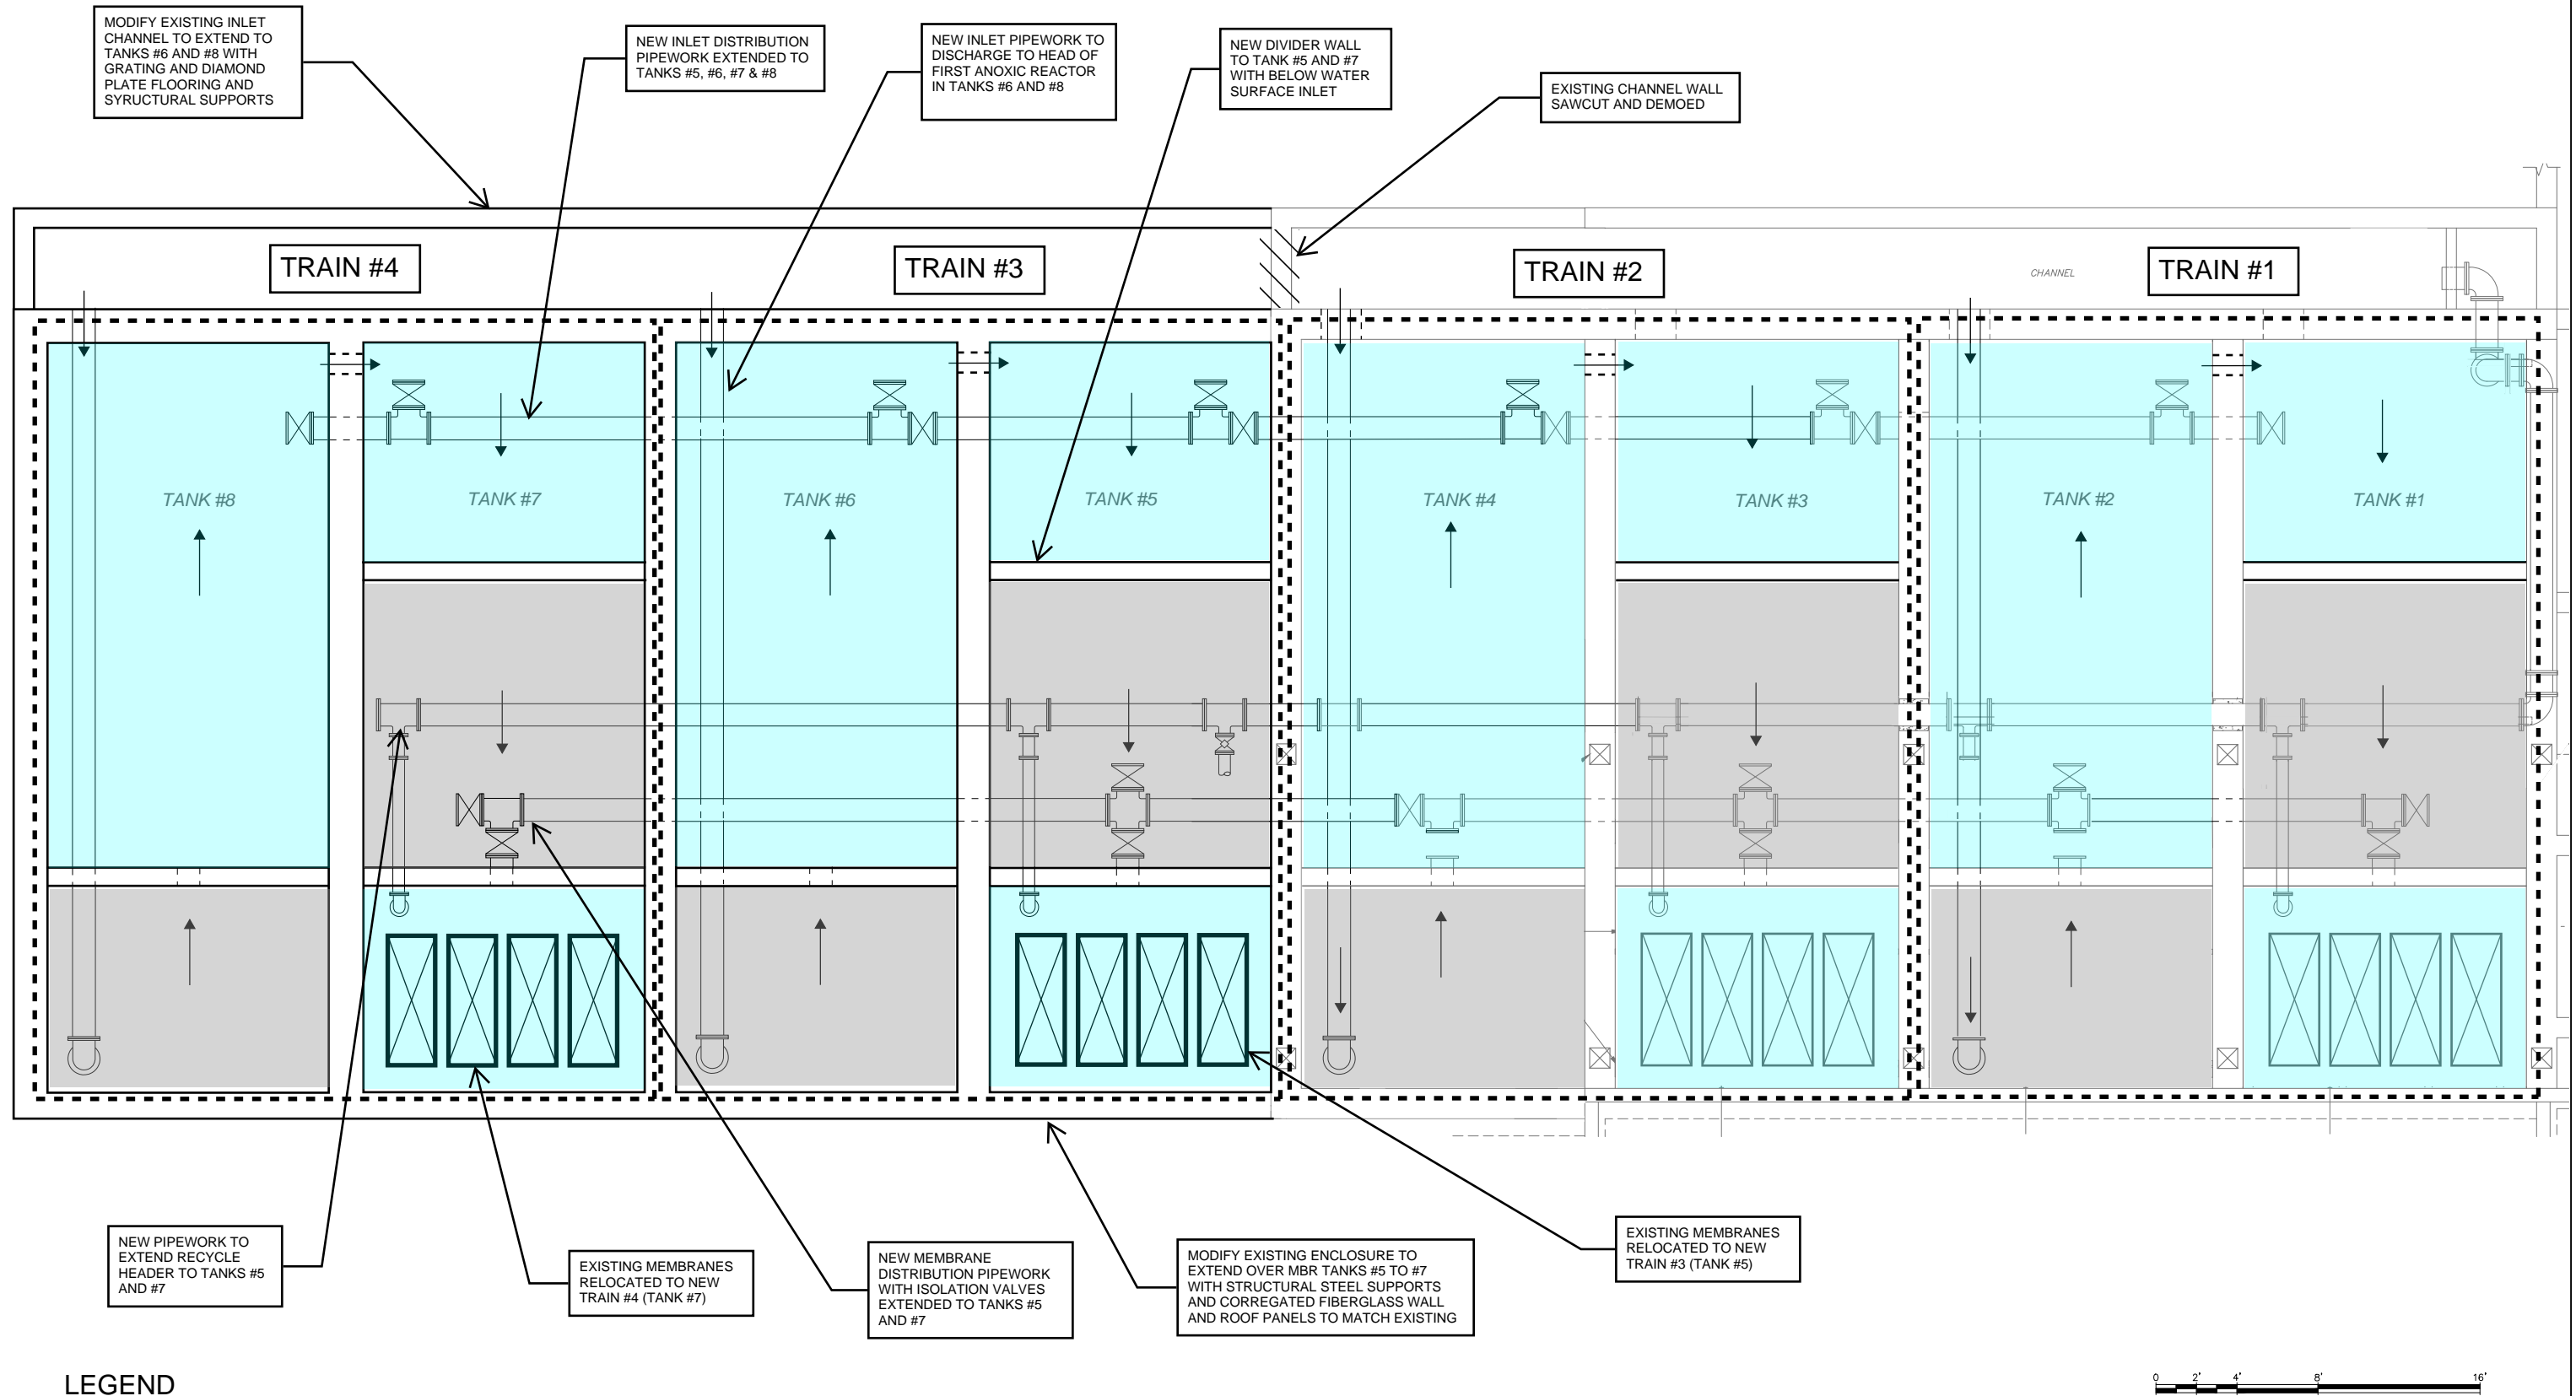 MODIFY EXISTING INLET
CHANNEL TO EXTEND TO
TANKS #6 AND #8 WITH
GRATING AND DIAMOND
PLATE FLOORING AND
SYRUCTURAL SUPPORTS
NEW INLET DISTRIBUTION
PIPEWORK EXTENDED TO
TANKS #5, #6, #7 & #8
NEW INLET PIPEWORK TO
DISCHARGE TO HEAD OF
FIRST ANOXIC REACTOR
IN TANKS #6 AND #8
NEW DIVIDER WALL
TO TANK #5 AND #7
WITH BELOW WATER
SURFACE INLET
EXISTING CHANNEL WALL
SAWCUT AND DEMOED
TRAIN #4
TRAIN #3
TRAIN #2
CHANNEL
TRAIN #1
TANK #8
TANK #7
TANK #6
TANK #5
TANK #4
TANK #3
TANK #2
TANK #1
NEW PIPEWORK TO
EXTEND RECYCLE
HEADER TO TANKS #5
AND #7
EXISTING MEMBRANES
RELOCATED TO NEW
TRAIN #4 (TANK #7)
NEW MEMBRANE
DISTRIBUTION PIPEWORK
WITH ISOLATION VALVES
EXTENDED TO TANKS #5
AND #7
MODIFY EXISTING ENCLOSURE TO
EXTEND OVER MBR TANKS #5 TO #7
WITH STRUCTURAL STEEL SUPPORTS
AND CORREGATED FIBERGLASS WALL
AND ROOF PANELS TO MATCH EXISTING
EXISTING MEMBRANES
RELOCATED TO NEW
TRAIN #3 (TANK #5)
LEGEND
0 2' 4' 8' 16'